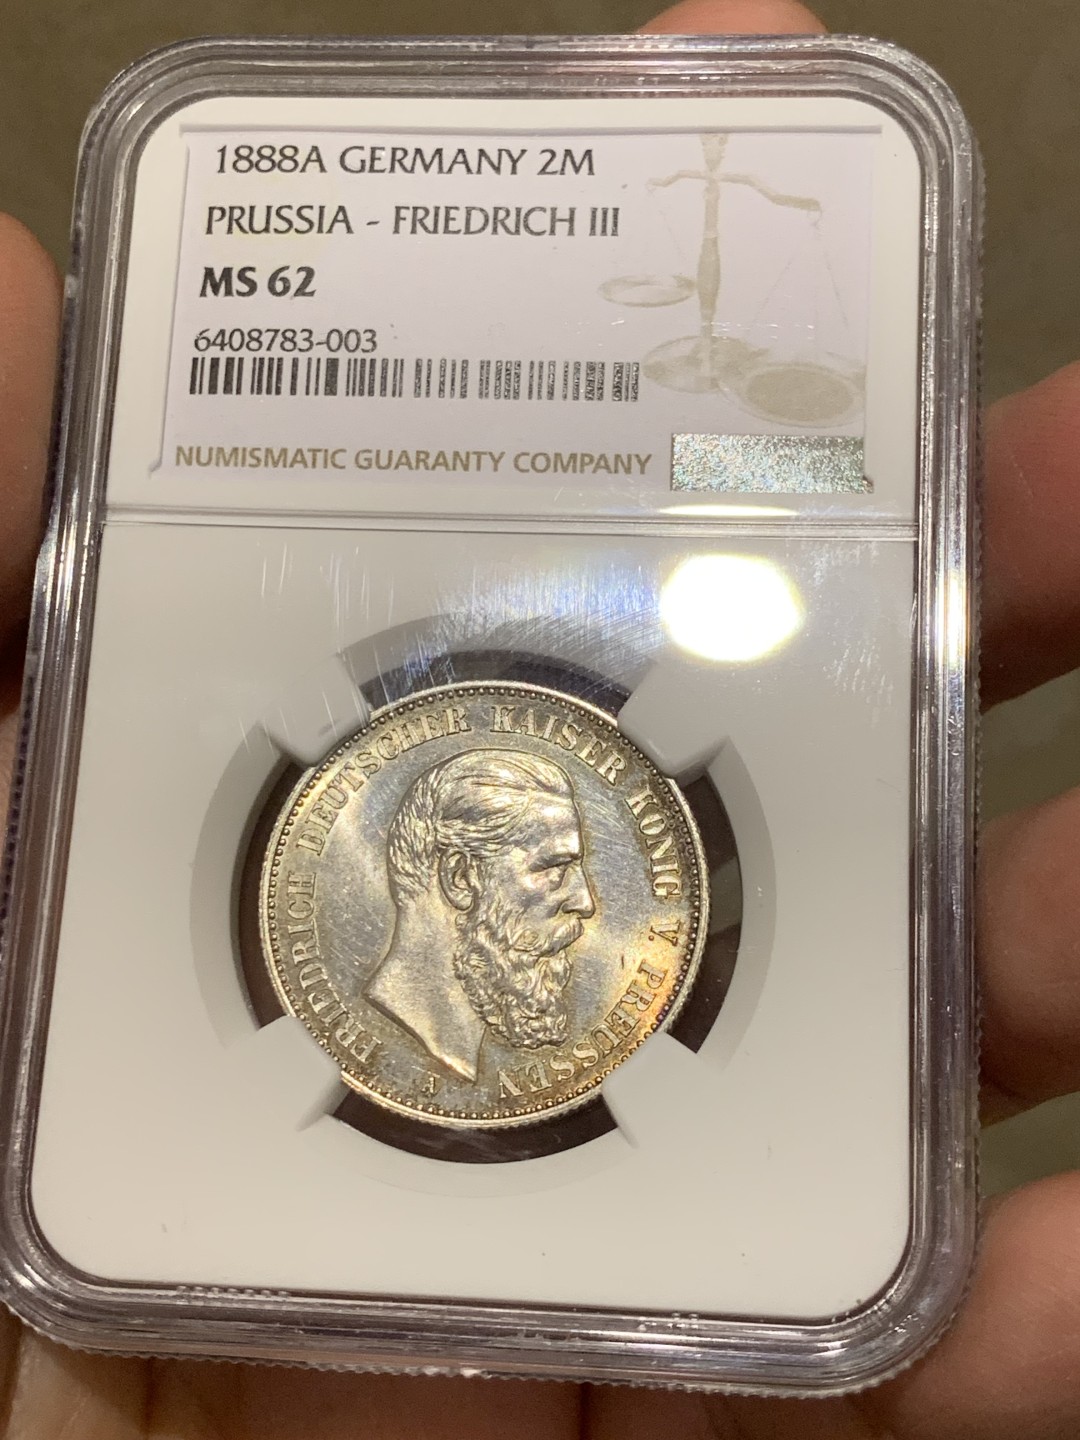 1888A GERMANY 2M
PRUSSIA - FRIEDRICH III
MS 62
6408783-003
NUMISMATIC GUARANTY COMPANY
FRIEDRICH DEUTSCHER KAISER KÖNIG V. PREUSSEN
A